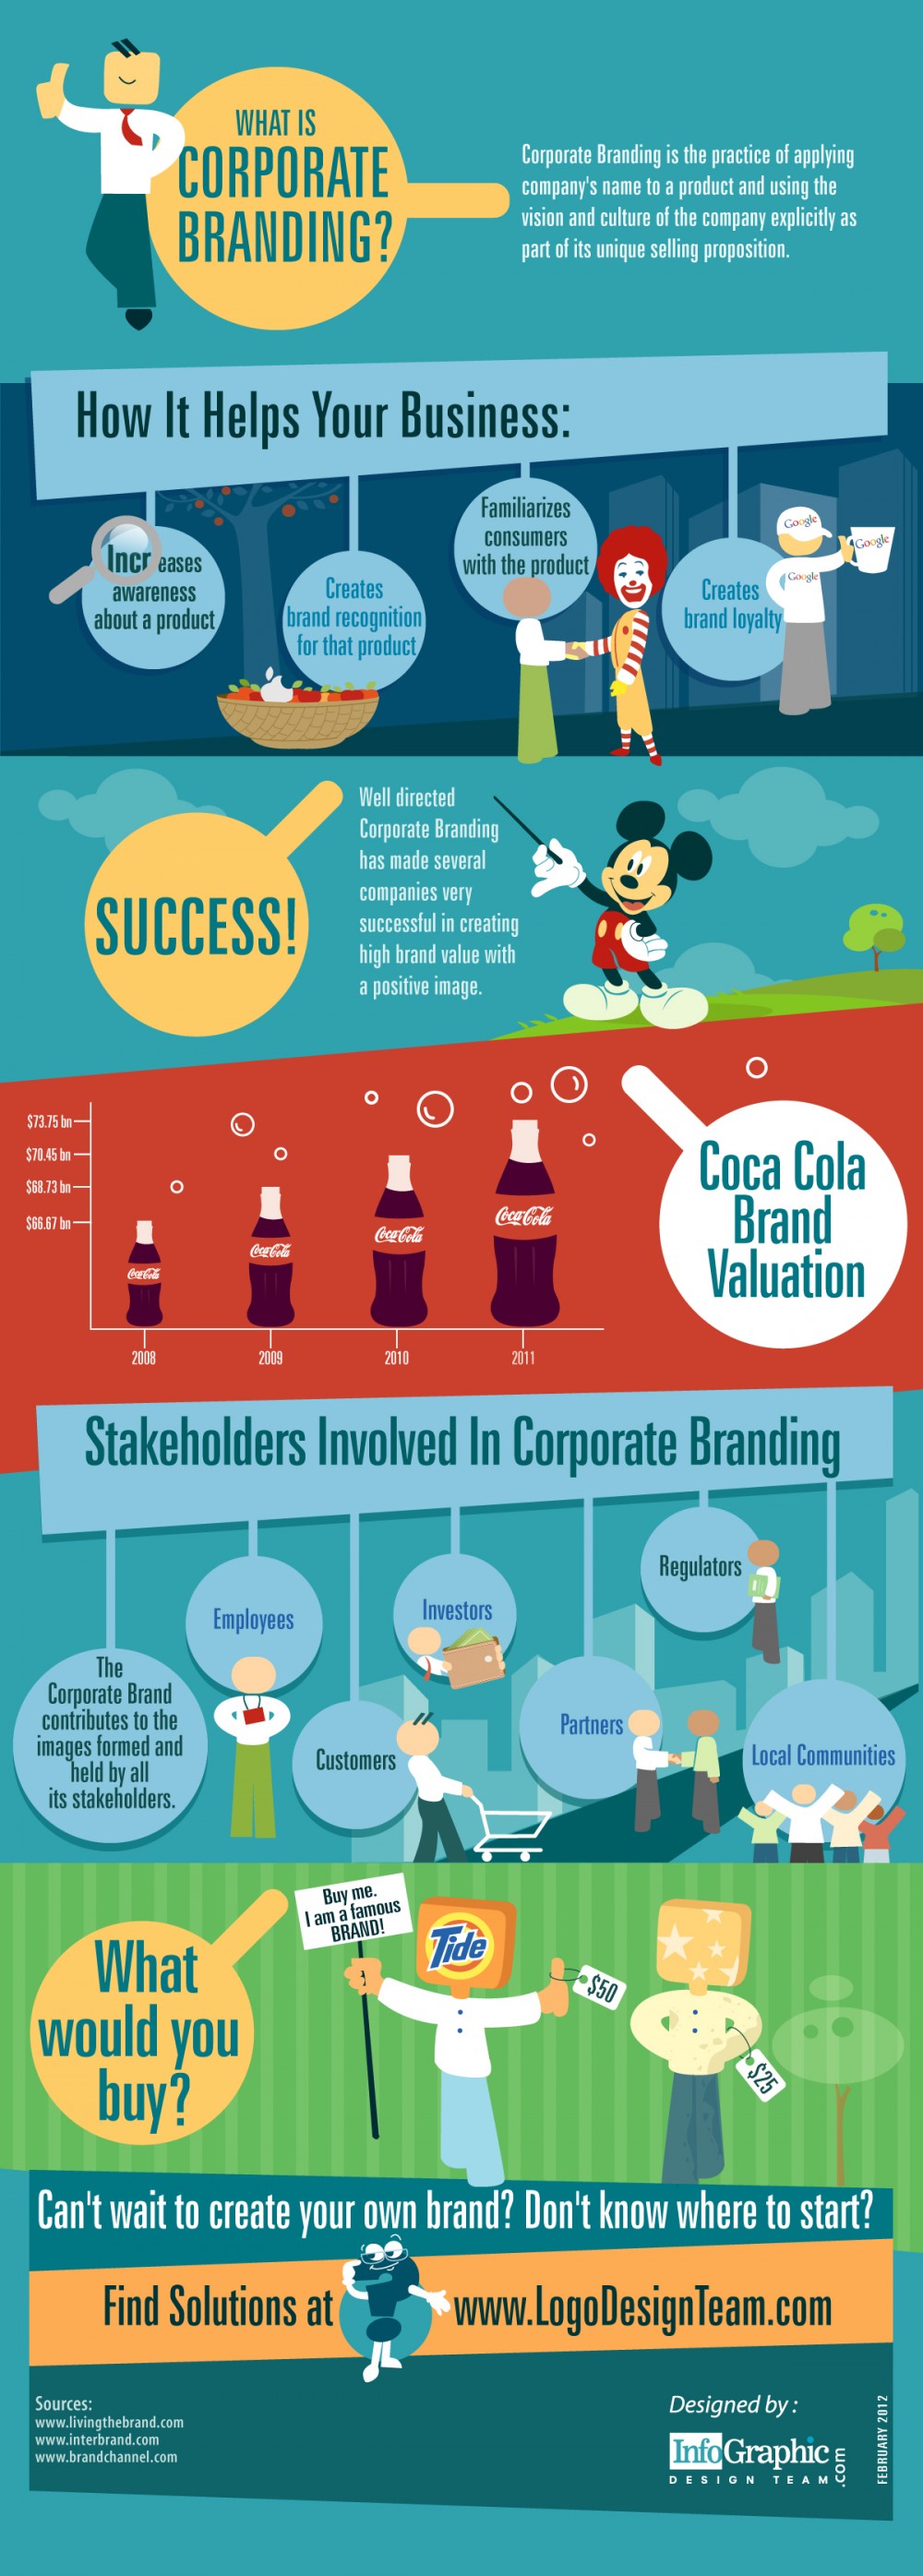 WHAT IS
CORPORATE
BRANDING?
Corporate Branding is the practice of applying
company's name to a product and using the
vision and culture of the company explicitly as
part of its unique selling proposition.
How It Helps Your Business:
Increases
awareness
about a product
Creates
brand recognition
for that product
Familiarizes
consumers
with the product
Creates
brand loyalty
Google
Google
Google
SUCCESS!
Well directed
Corporate Branding
has made several
companies very
successful in creating
high brand value with
a positive image.
$73.75 bn
$70.45 bn
$68.73 bn
$66.67 bn
Coca-Cola
Coca-Cola
Coca-Cola
Coca-Cola
2008
2009
2010
2011
Coca Cola
Brand
Valuation
Stakeholders Involved In Corporate Branding
The
Corporate Brand
contributes to the
images formed and
held by all
its stakeholders.
Employees
Customers
Investors
Partners
Regulators
Local Communities
What
would you
buy?
Buy me.
I am a famous
BRAND!
Tide
$50
$25
Can't wait to create your own brand? Don't know where to start?
Find Solutions at www.LogoDesignTeam.com
Sources:
www.livingthebrand.com
www.interbrand.com
www.brandchannel.com
Designed by :
InfoGraphic
DESIGN TEAM
.com
FEBRUARY 2012